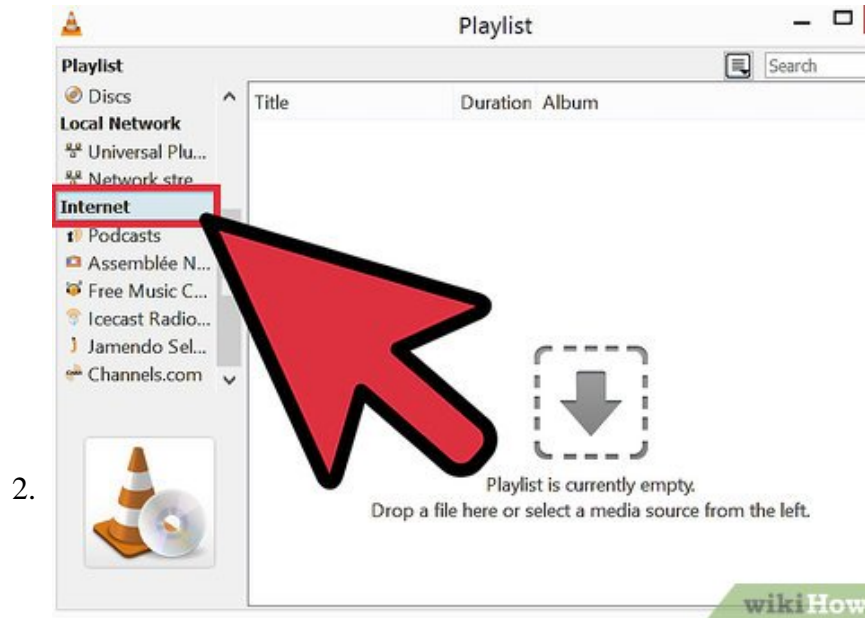 Playlist
Playlist
Search
Discs
Title Duration Album
Local Network
Universal Plu...
Network stre
Internet
Podcasts
Assemblée N...
Free Music C...
Icecast Radio...
Jamendo Sel...
Channels.com
2.
Playlist is currently empty.
Drop a file here or select a media source from the left.
wikiHow